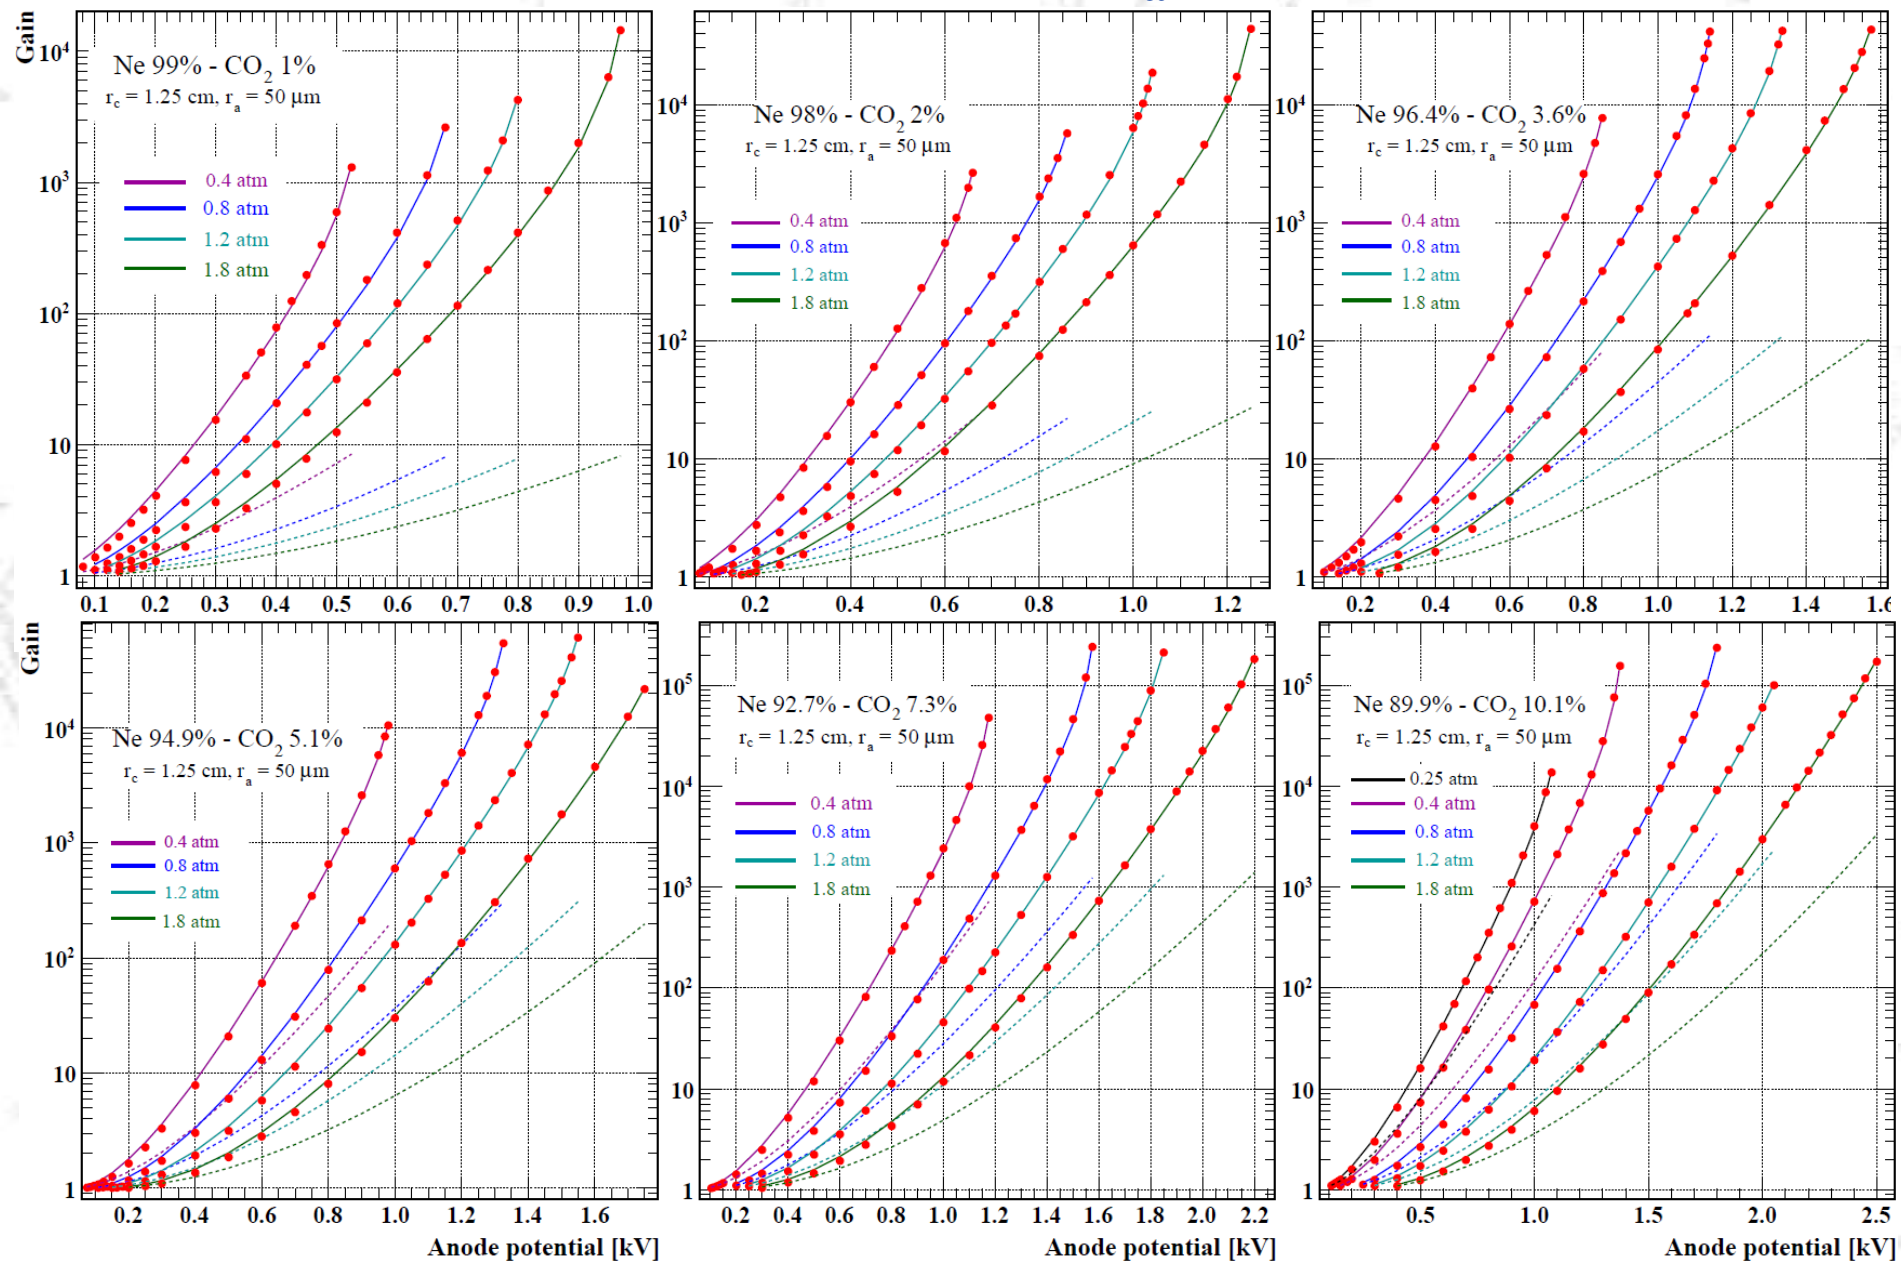 Gain
Ne 99% - CO2 1%
rc = 1.25 cm, ra = 50 μm
0.4 atm
0.8 atm
1.2 atm
1.8 atm
10^4
10^3
10^2
10
1
0.1 0.2 0.3 0.4 0.5 0.6 0.7 0.8 0.9 1.0
Ne 98% - CO2 2%
rc = 1.25 cm, ra = 50 μm
0.4 atm
0.8 atm
1.2 atm
1.8 atm
10^4
10^3
10^2
10
1
0.2 0.4 0.6 0.8 1.0 1.2
Ne 96.4% - CO2 3.6%
rc = 1.25 cm, ra = 50 μm
0.4 atm
0.8 atm
1.2 atm
1.8 atm
10^4
10^3
10^2
10
1
0.2 0.4 0.6 0.8 1.0 1.2 1.4 1.6
Gain
Ne 94.9% - CO2 5.1%
rc = 1.25 cm, ra = 50 μm
0.4 atm
0.8 atm
1.2 atm
1.8 atm
10^4
10^3
10^2
10
1
0.2 0.4 0.6 0.8 1.0 1.2 1.4 1.6
Anode potential [kV]
Ne 92.7% - CO2 7.3%
rc = 1.25 cm, ra = 50 μm
0.4 atm
0.8 atm
1.2 atm
1.8 atm
10^5
10^4
10^3
10^2
10
1
0.2 0.4 0.6 0.8 1.0 1.2 1.4 1.6 1.8 2.0 2.2
Anode potential [kV]
Ne 89.9% - CO2 10.1%
rc = 1.25 cm, ra = 50 μm
0.25 atm
0.4 atm
0.8 atm
1.2 atm
1.8 atm
10^5
10^4
10^3
10^2
10
1
0.5 1.0 1.5 2.0 2.5
Anode potential [kV]